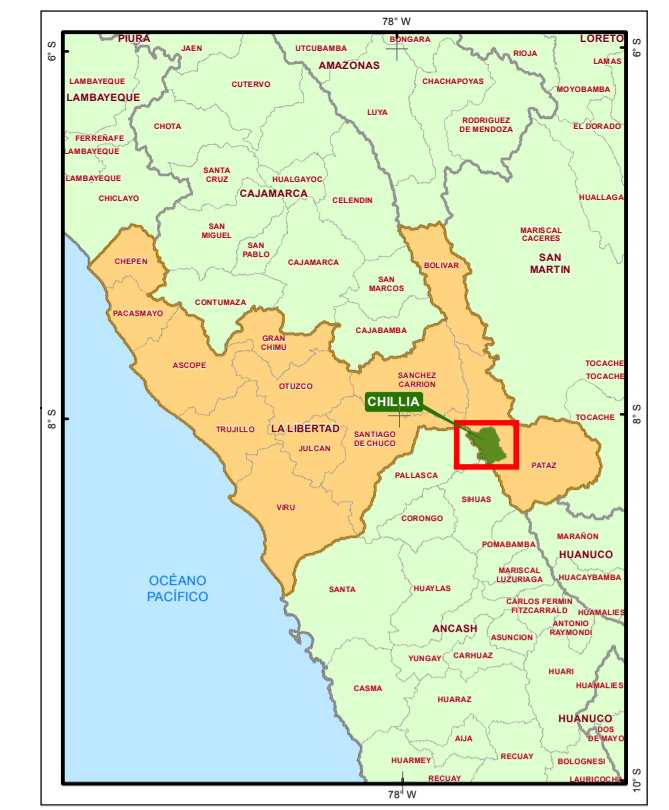 78° W
PIURA
JAEN
UTCUBAMBA
BONGARA
LORETO
6° S
6° S
RIOJA
LAMAS
AMAZONAS
LAMBAYEQUE
CUTERVO
CHACHAPOYAS
MOYOBAMBA
LAMBAYEQUE
LUYA
RODRIGUEZ
DE MENDOZA
CHOTA
EL DORADO
FERREÑAFE
LAMBAYEQUE
SANTA
CRUZ
HUALGAYOC
LAMBAYEQUE
CAJAMARCA
CELENDIN
CHICLAYO
HUALLAGA
SAN
MIGUEL
MARISCAL
CACERES
SAN
PABLO
SAN
MARTIN
CHEPEN
CAJAMARCA
BOLIVAR
SAN
MARCOS
CONTUMAZA
PACASMAYO
CAJABAMBA
GRAN
CHIMU
ASCOPE
TOCACHE
TOCACHE
SANCHEZ
CARRION
OTUZCO
CHILLIA
8° S
8° S
TOCACHE
TRUJILLO
LA LIBERTAD
SANTIAGO
DE CHUCO
JULCAN
PATAZ
PALLASCA
SIHUAS
VIRU
CORONGO
MARAÑON
POMABAMBA
HUANUCO
MARISCAL
LUZURIAGA
HUACAYBAMBA
OCÉANO
PACÍFICO
SANTA
HUAYLAS
CARLOS FERMIN
FITZCARRALD
HUAMALIES
ANTONIO
RAYMONDI
ANCASH
ASUNCION
YUNGAY
CARHUAZ
HUARI
CASMA
HUAMALIES
HUARAZ
HUANUCO
DOS
DE MAYO
AIJA
HUARMEY
RECUAY
BOLOGNESI
RECUAY
LAURICOCHA
10° S
78° W